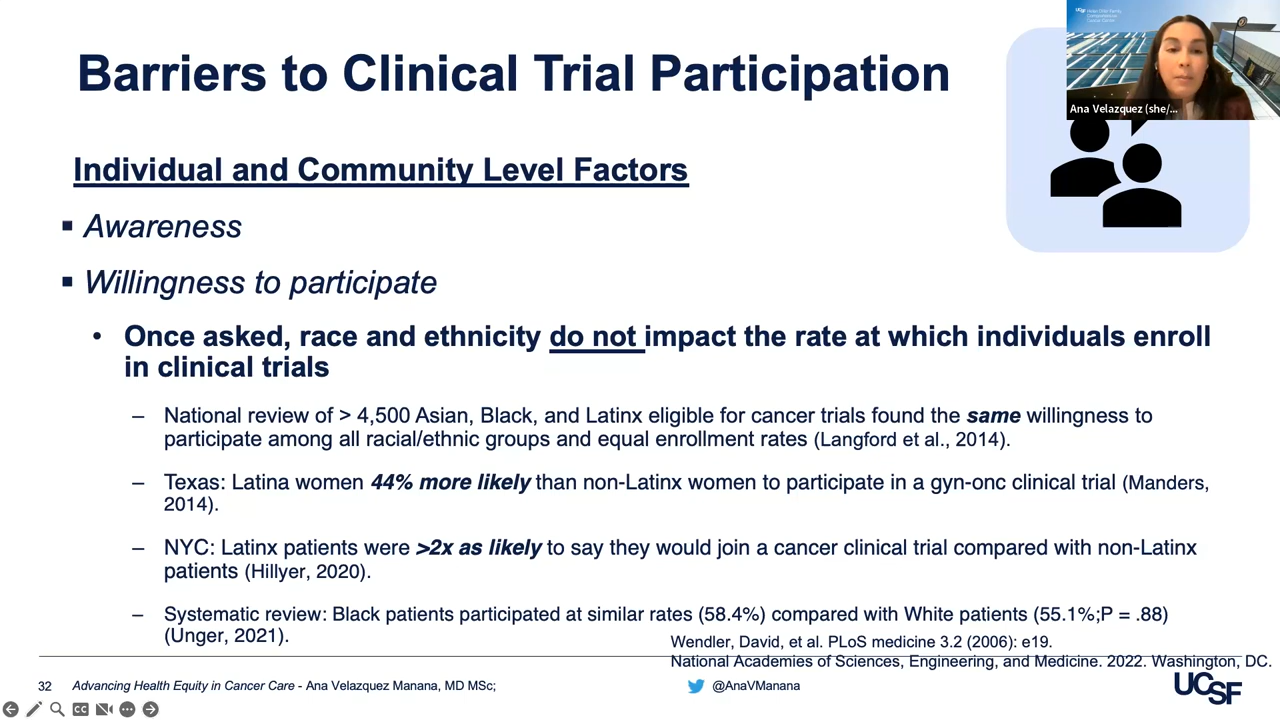 Barriers to Clinical Trial Participation
Ana Velazquez (she/...
Individual and Community Level Factors
▪ Awareness
▪ Willingness to participate
• Once asked, race and ethnicity do not impact the rate at which individuals enroll
in clinical trials
– National review of > 4,500 Asian, Black, and Latinx eligible for cancer trials found the same willingness to
participate among all racial/ethnic groups and equal enrollment rates (Langford et al., 2014).
– Texas: Latina women 44% more likely than non-Latinx women to participate in a gyn-onc clinical trial (Manders,
2014).
– NYC: Latinx patients were >2x as likely to say they would join a cancer clinical trial compared with non-Latinx
patients (Hillyer, 2020).
– Systematic review: Black patients participated at similar rates (58.4%) compared with White patients (55.1%;P = .88)
(Unger, 2021).
Wendler, David, et al. PLoS medicine 3.2 (2006): e19.
National Academies of Sciences, Engineering, and Medicine. 2022. Washington, DC.
32 Advancing Health Equity in Cancer Care - Ana Velazquez Manana, MD MSc;
@AnaVManana
UCSF
CC